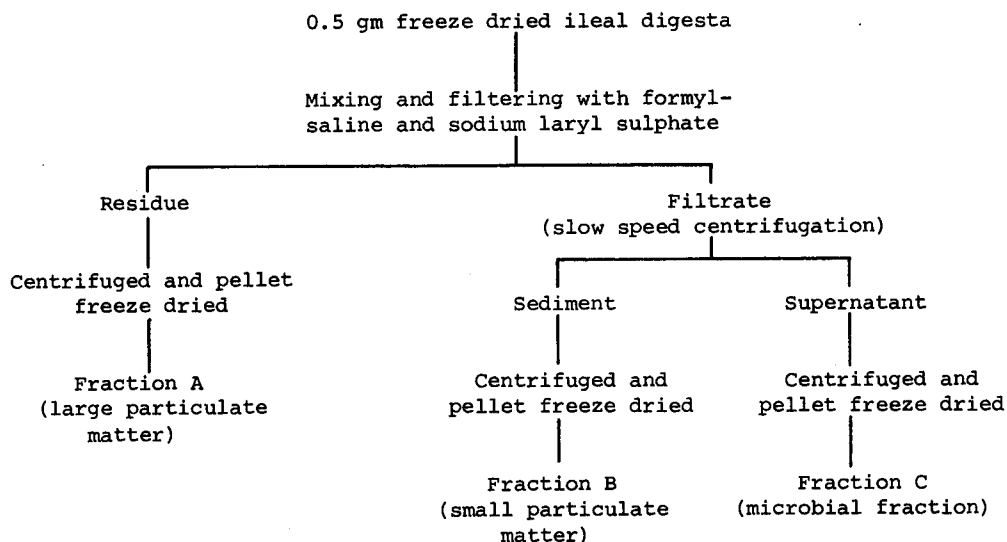 0.5 gm freeze dried ileal digesta
Mixing and filtering with formyl-
saline and sodium laryl sulphate
Residue
Filtrate
(slow speed centrifugation)
Centrifuged and pellet
freeze dried
Sediment
Supernatant
Fraction A
(large particulate
matter)
Centrifuged and
pellet freeze dried
Centrifuged and
pellet freeze dried
Fraction B
(small particulate
matter)
Fraction C
(microbial fraction)